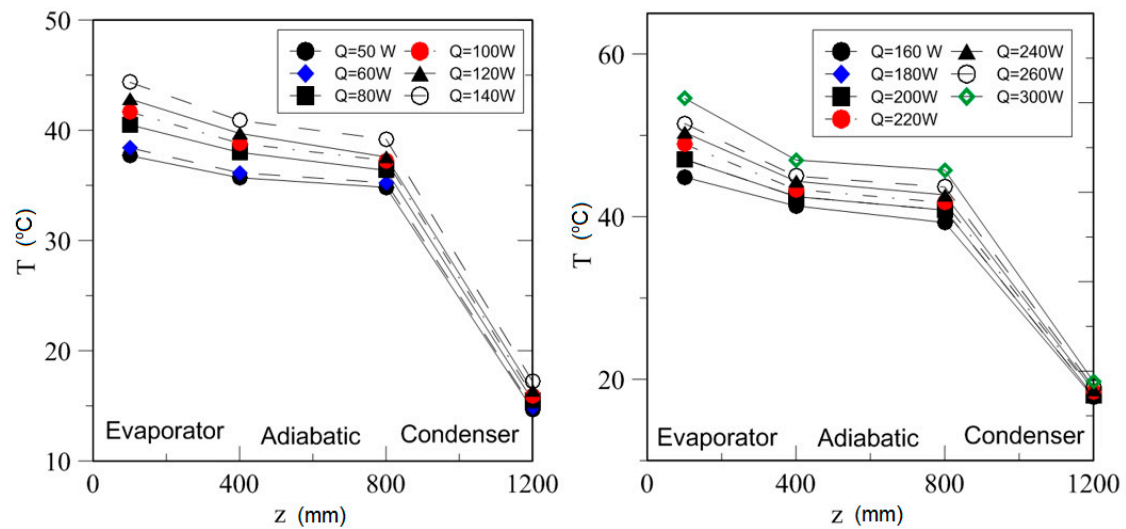 50
40
30
20
10
T (°C)
Q=50 W Q=100W
Q=60W Q=120W
Q=80W Q=140W
Evaporator Adiabatic Condenser
0 400 800 1200
z (mm)
60
40
20
T (°C)
Q=160 W Q=240W
Q=180W Q=260W
Q=200W Q=300W
Q=220W
Evaporator Adiabatic Condenser
0 400 800 1200
z (mm)